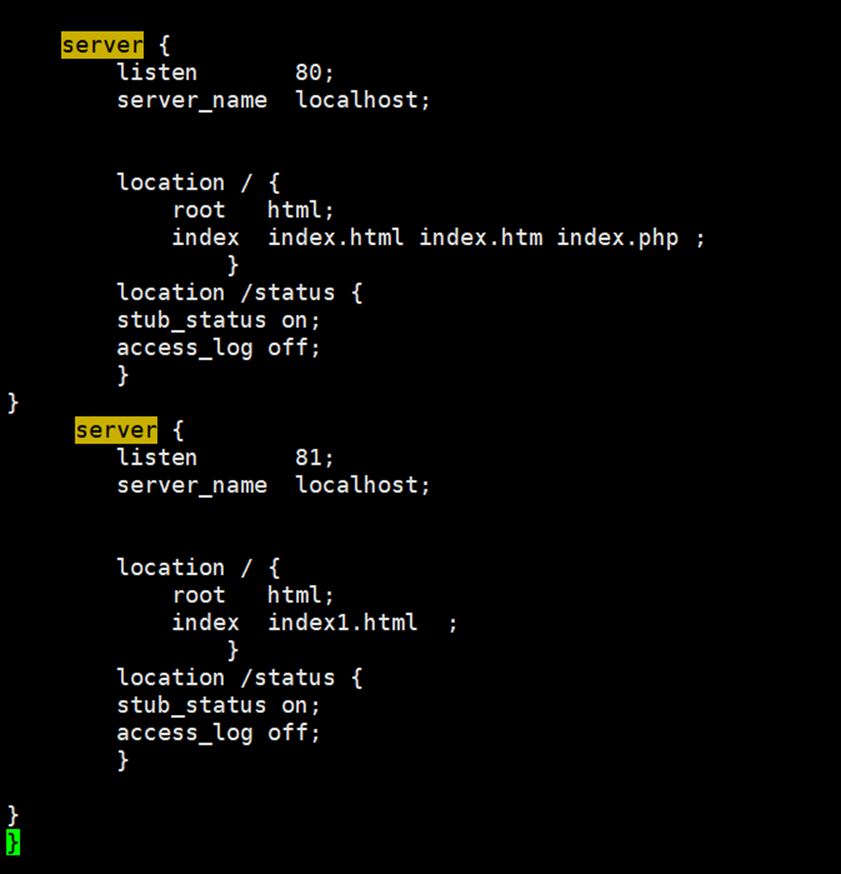 server {
listen       80;
server_name  localhost;
location / {
root   html;
index  index.html index.htm index.php ;
}
location /status {
stub_status on;
access_log off;
}
}
server {
listen       81;
server_name  localhost;
location / {
root   html;
index  index1.html  ;
}
location /status {
stub_status on;
access_log off;
}
}
}